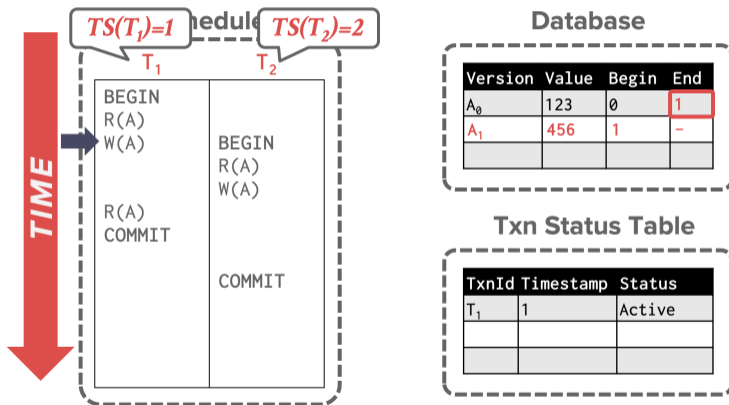 TS(T₁)=1
TS(T₂)=2
T₁ T₂
TIME
BEGIN
R(A)
W(A) BEGIN
R(A)
W(A)
R(A)
COMMIT
COMMIT
Database
Version Value Begin End
A₀ 123 0 1
A₁ 456 1 –
Txn Status Table
TxnId Timestamp Status
T₁ 1 Active